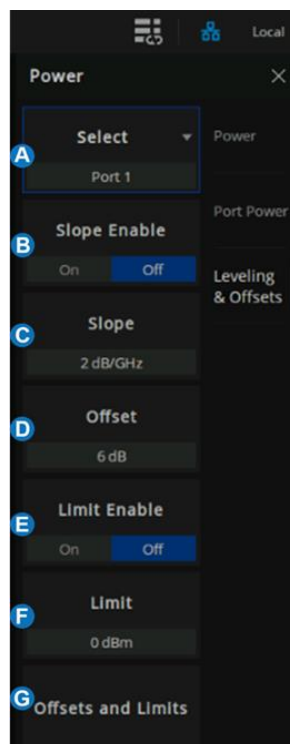 Local
Power
A
Select
Port 1
Power
B
Slope Enable
On Off
Port Power
C
Slope
2 dB/GHz
Leveling
& Offsets
D
Offset
6 dB
E
Limit Enable
On Off
F
Limit
0 dBm
G
Offsets and Limits